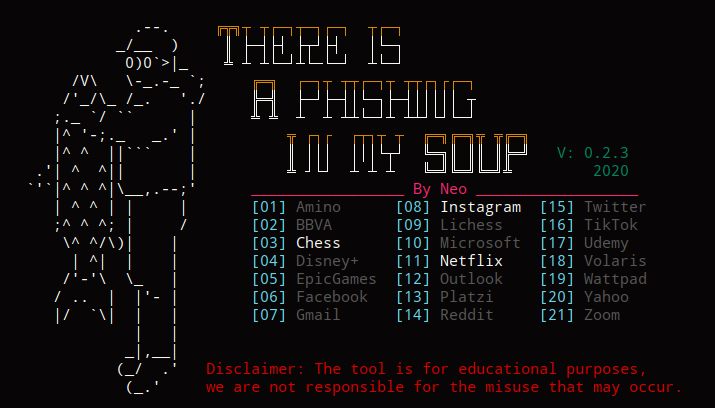 THERE IS
A PHISHING
IN MY SOUP
V: 0.2.3
2020
By Neo
[01] Amino [08] Instagram [15] Twitter
[02] BBVA [09] Lichess [16] TikTok
[03] Chess [10] Microsoft [17] Udemy
[04] Disney+ [11] Netflix [18] Volaris
[05] EpicGames [12] Outlook [19] Wattpad
[06] Facebook [13] Platzi [20] Yahoo
[07] Gmail [14] Reddit [21] Zoom
Disclaimer: The tool is for educational purposes,
we are not responsible for the misuse that may occur.